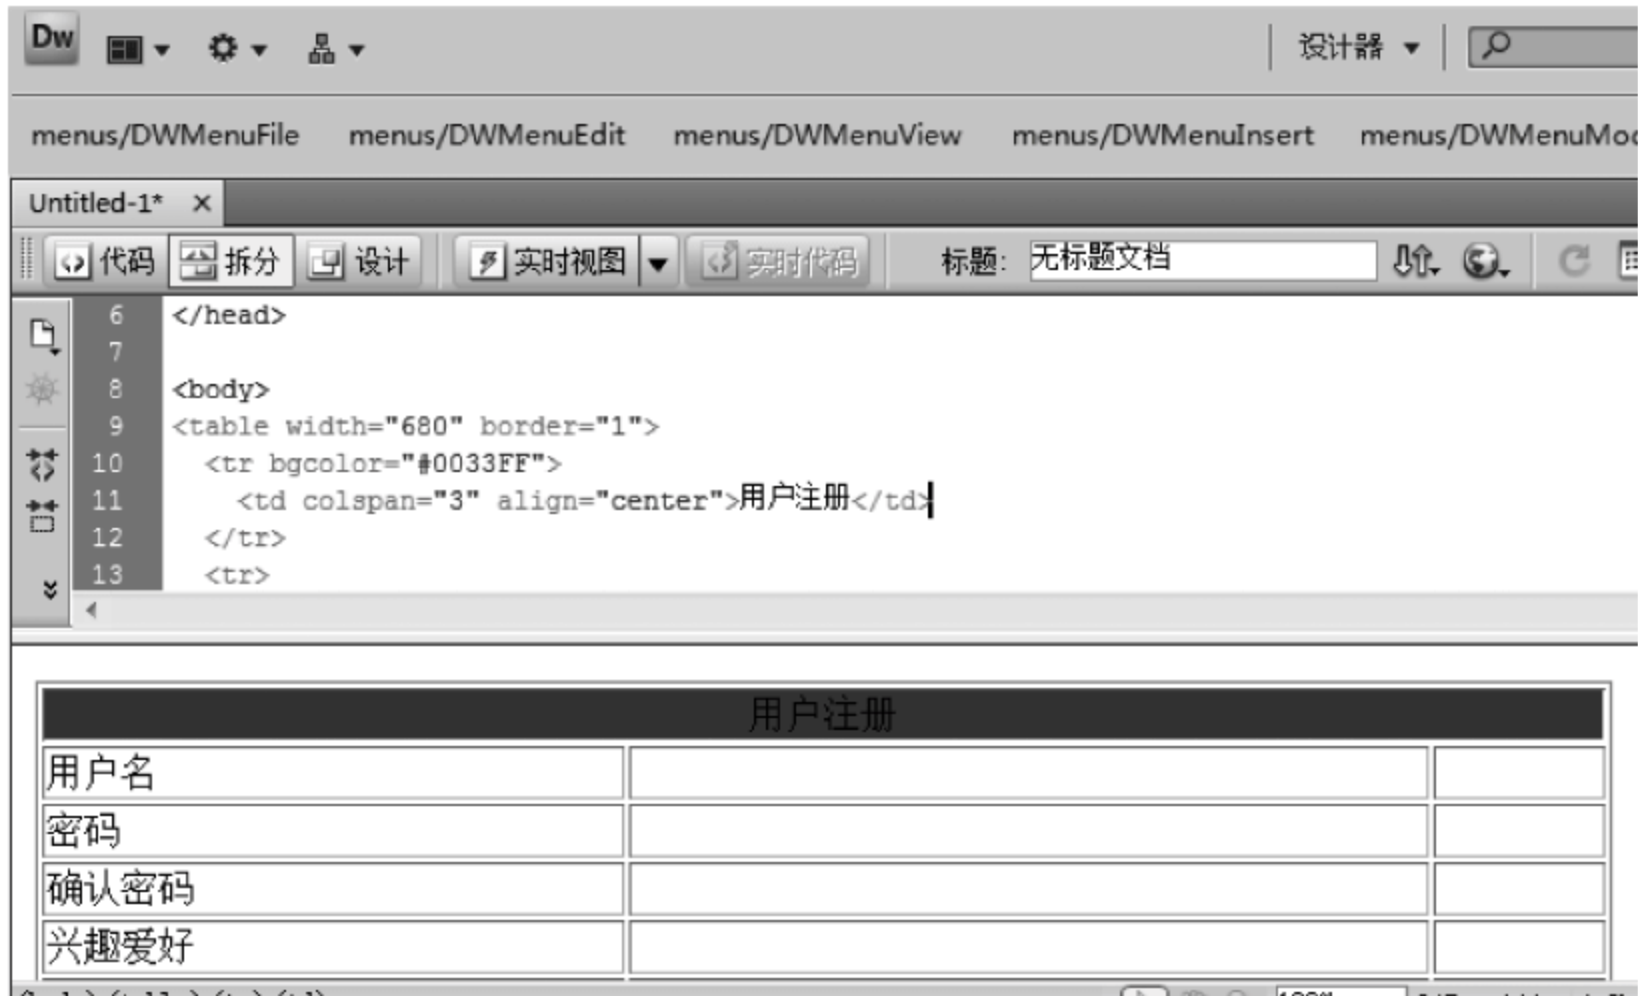 Dw
设计器
menus/DWMenuFile menus/DWMenuEdit menus/DWMenuView menus/DWMenuInsert menus/DWMenuMo
Untitled-1* ×
代码 拆分 设计 实时视图 实时代码 标题: 无标题文档
6 </head>
7
8 <body>
9 <table width="680" border="1">
10 <tr bgcolor="#0033FF">
11 <td colspan="3" align="center">用户注册</td>
12 </tr>
13 <tr>
用户注册
用户名
密码
确认密码
兴趣爱好